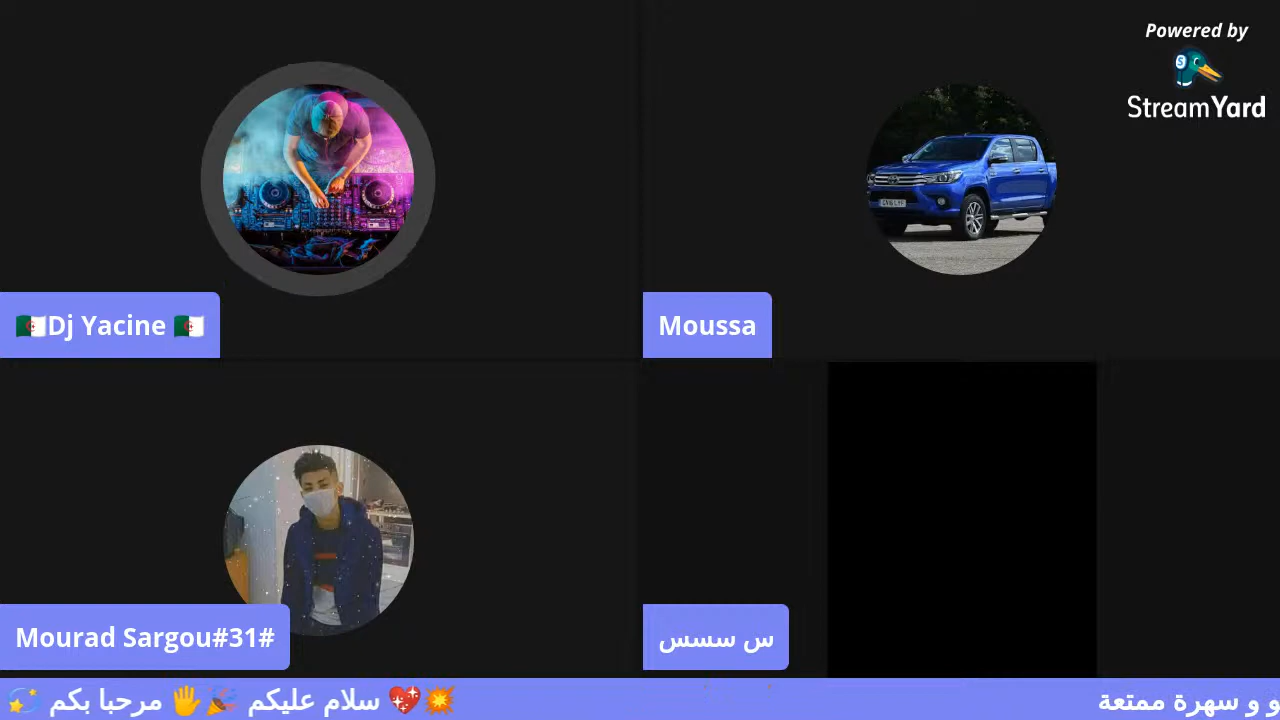 Powered by
StreamYard
🇩🇿Dj Yacine 🇩🇿
Moussa
Mourad Sargou#31#
س سسس
💥💖 سلام عليكم 🎉🖐 مرحبا بكم 💫
و سهرة ممتعة